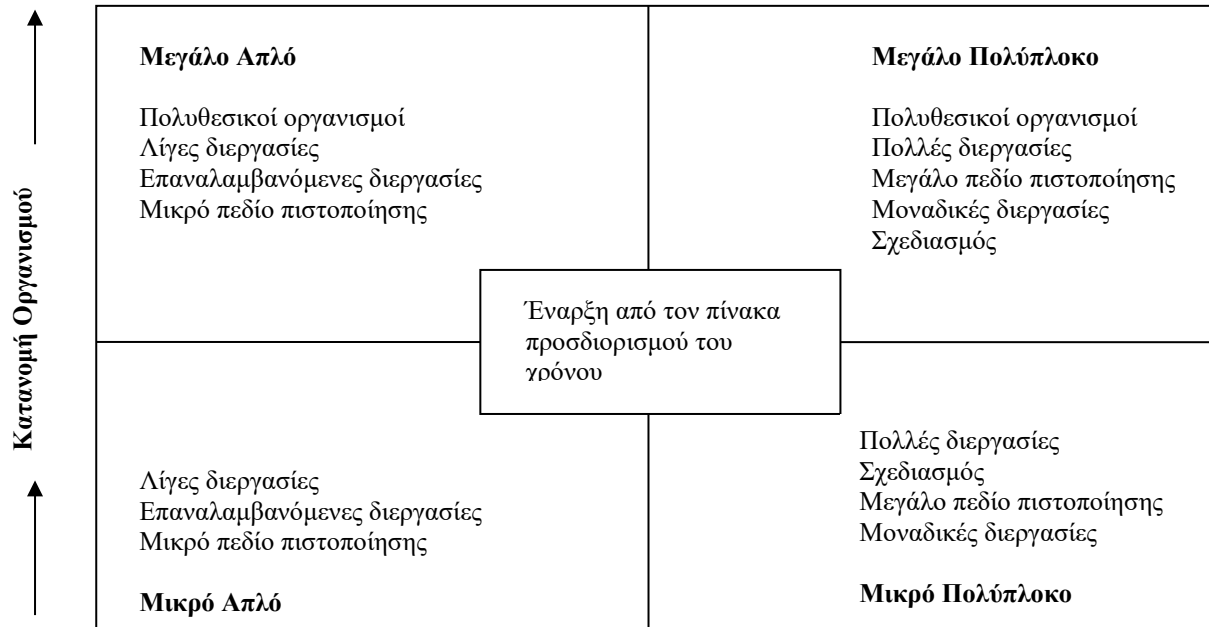 Κατανομή Οργανισμού
Μεγάλο Απλό
Πολυθεσικοί οργανισμοί
Λίγες διεργασίες
Επαναλαμβανόμενες διεργασίες
Μικρό πεδίο πιστοποίησης
Μεγάλο Πολύπλοκο
Πολυθεσικοί οργανισμοί
Πολλές διεργασίες
Μεγάλο πεδίο πιστοποίησης
Μοναδικές διεργασίες
Σχεδιασμός
Έναρξη από τον πίνακα
προσδιορισμού του
χρόνου
Λίγες διεργασίες
Επαναλαμβανόμενες διεργασίες
Μικρό πεδίο πιστοποίησης
Μικρό Απλό
Πολλές διεργασίες
Σχεδιασμός
Μεγάλο πεδίο πιστοποίησης
Μοναδικές διεργασίες
Μικρό Πολύπλοκο